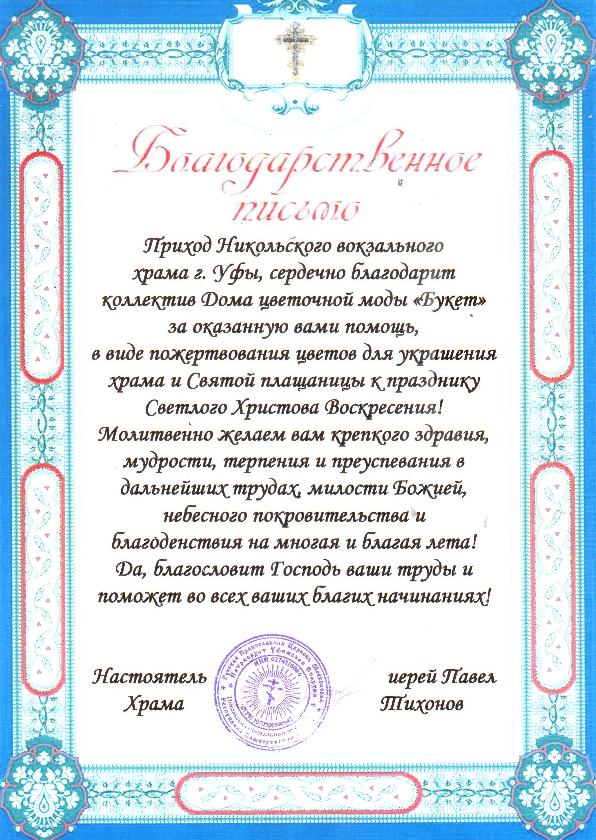 Благодарственное
письмо
Приход Никольского вокзального
храма г. Уфы, сердечно благодарит
коллектив Дома цветочной моды «Букет»
за оказанную вами помощь,
в виде пожертвования цветов для украшения
храма и Святой плащаницы к празднику
Светлого Христова Воскресения!
Молитвенно желаем вам крепкого здравия,
мудрости, терпения и преуспевания в
дальнейших трудах, милости Божией,
небесного покровительства и
благоденствия на многая и благая лета!
Да, благословит Господь ваши труды и
поможет во всех ваших благих начинаниях!
Настоятель иерей Павел
Храма Тихонов